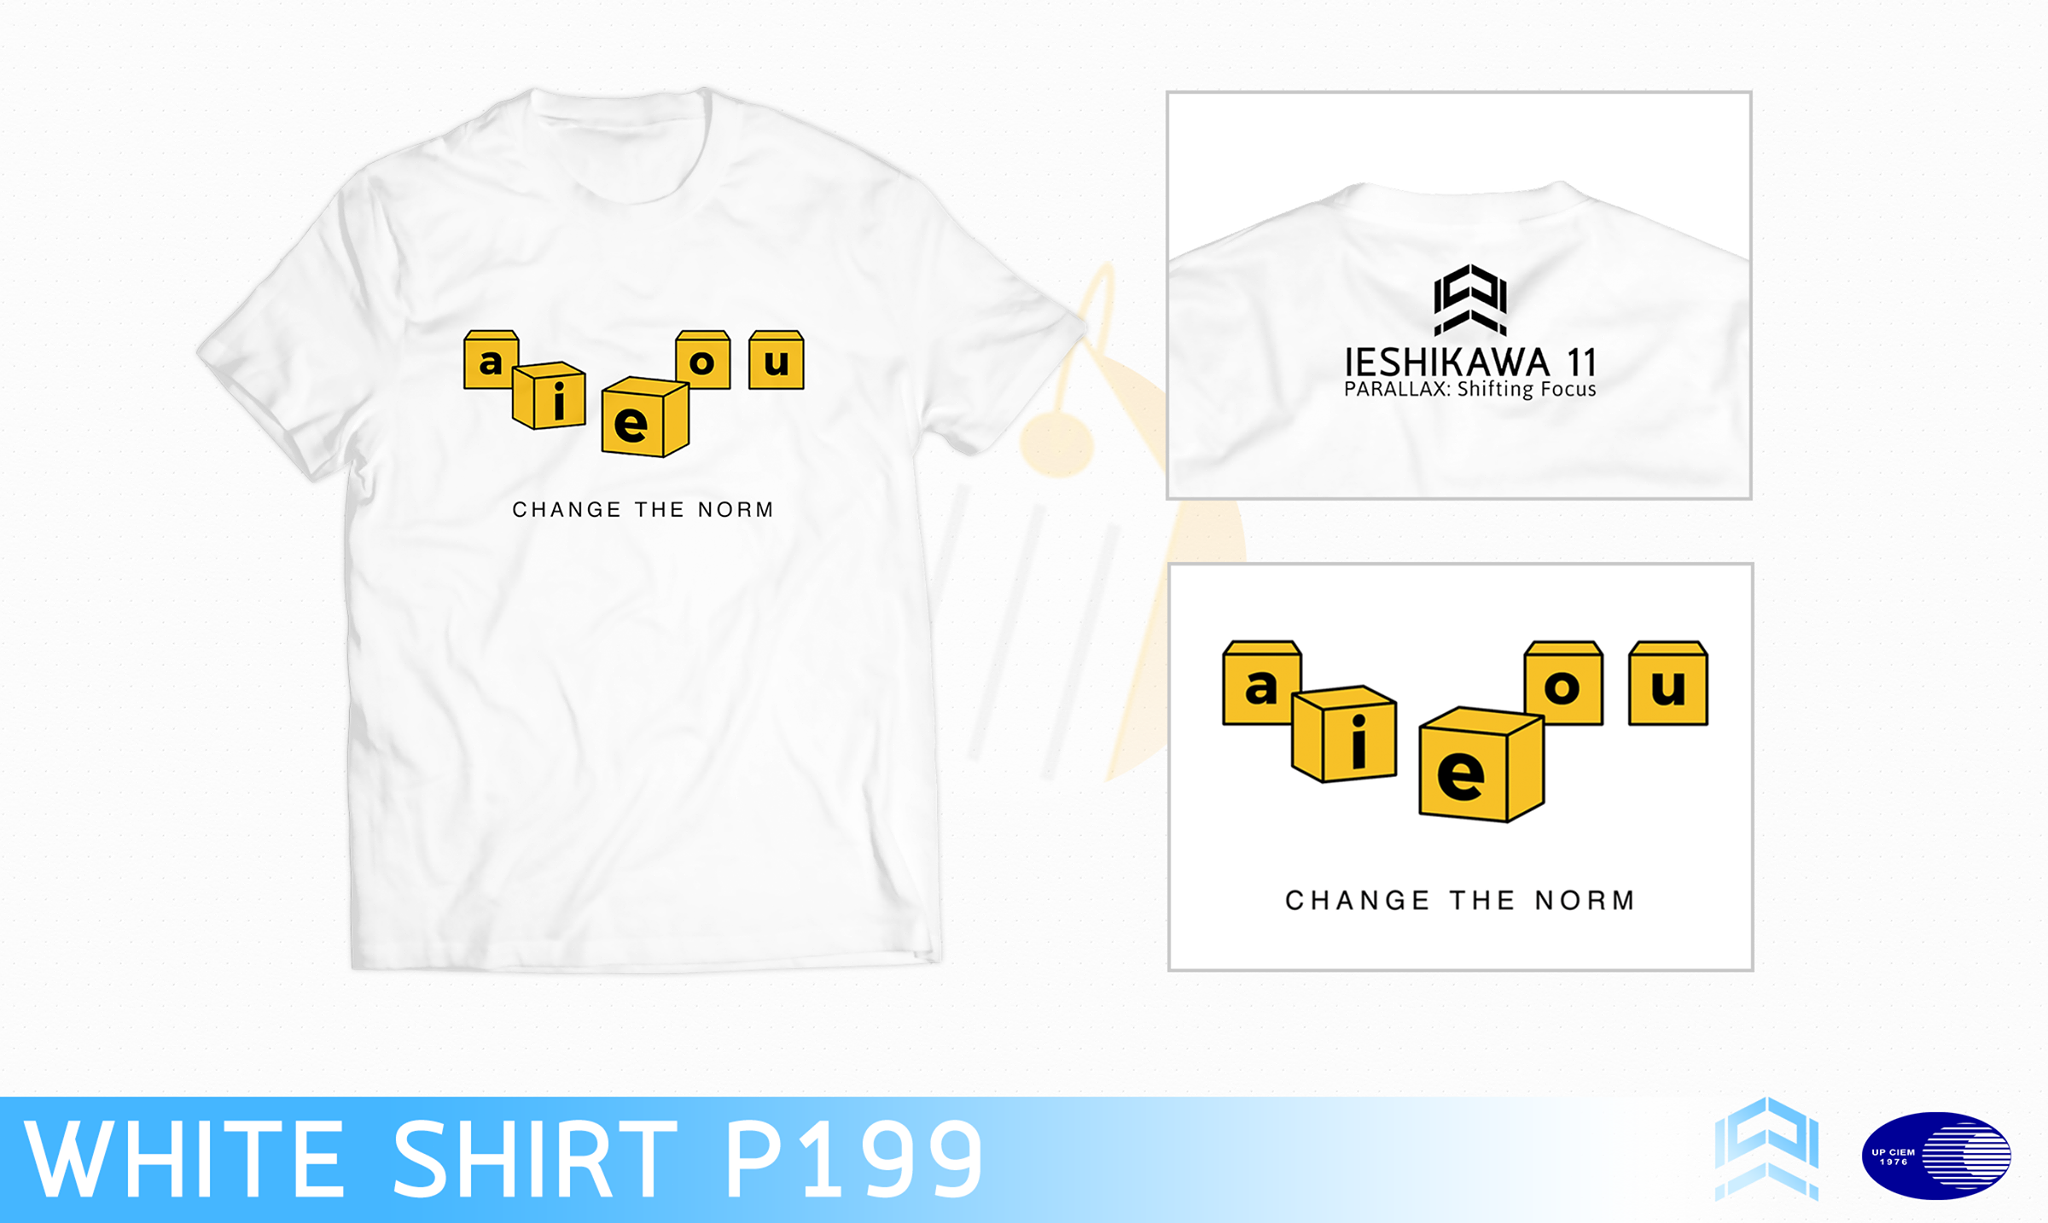 a i e o u
CHANGE THE NORM
IESHIKAWA 11
PARALLAX: Shifting Focus
a i e o u
CHANGE THE NORM
WHITE SHIRT P199
UP CIEM
1976